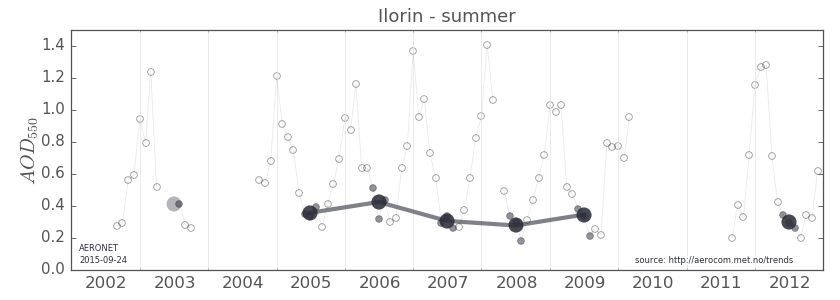 Ilorin - summer
1.4
1.2
1.0
0.8
0.6
0.4
0.2
0.0
AOD550
AERONET
2015-09-24
source: http://aerocom.met.no/trends
2002 2003 2004 2005 2006 2007 2008 2009 2010 2011 2012